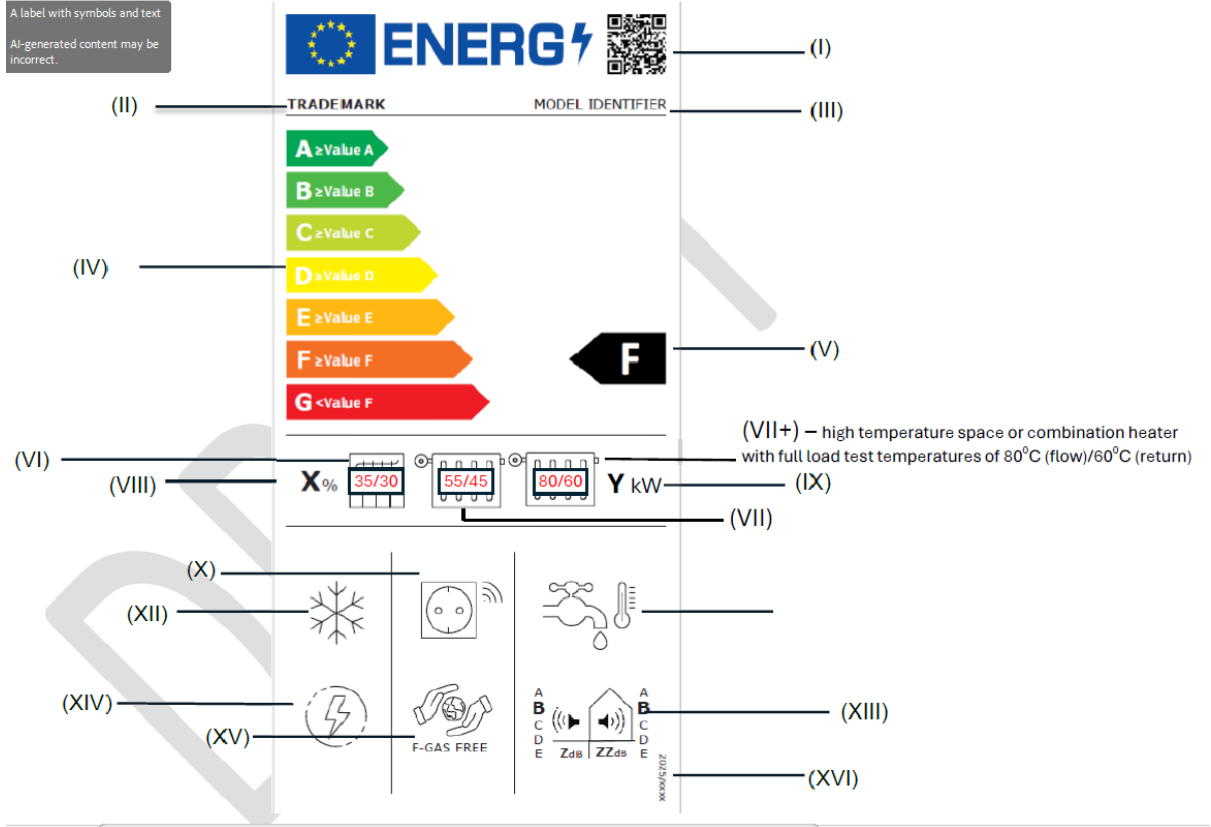 A label with symbols and text
AI-generated content may be
incorrect.
ENERG
(I)
(II)
TRADEMARK
MODEL IDENTIFIER
(III)
A ≥Value A
B ≥Value B
C ≥Value C
(IV)
D ≥Value D
E ≥Value E
F ≥Value F
F
(V)
G <Value F
(VII+) – high temperature space or combination heater
with full load test temperatures of 80⁰C (flow)/60⁰C (return)
(VI)
(VIII)
X%
35/30
55/45
80/60
Y kW
(IX)
(VII)
(X)
(XII)
(XIV)
(XV)
F-GAS FREE
A
B
C
D
E
ZdB
ZZdB
A
B
C
D
E
(XIII)
2025/xxxx
(XVI)